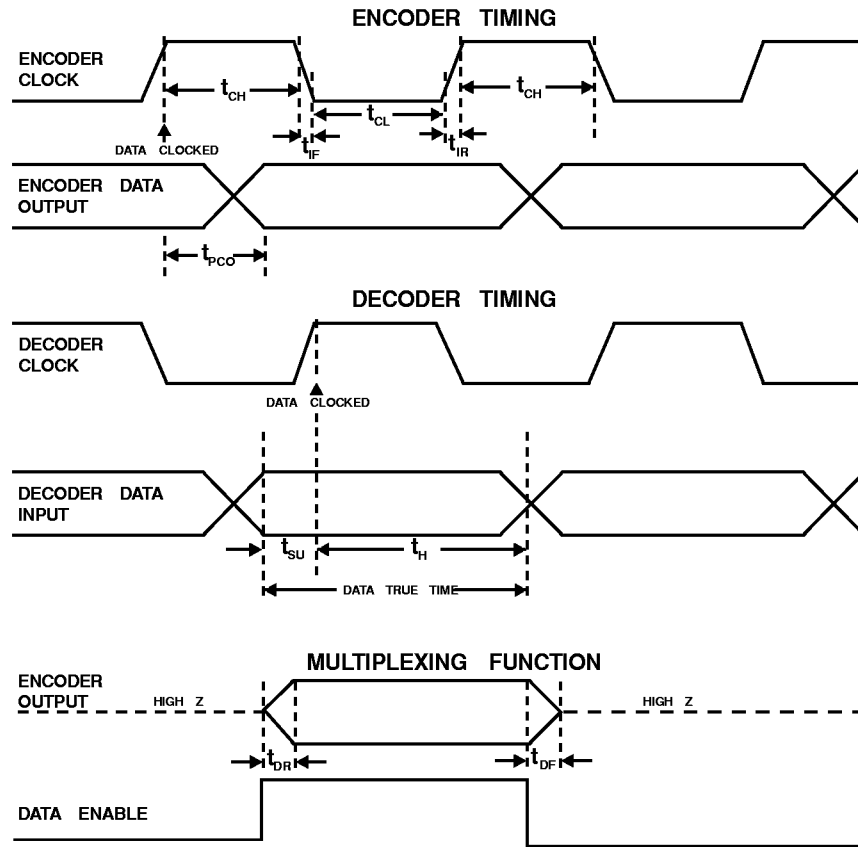 ENCODER TIMING
ENCODER
CLOCK
tCH
tCL
tCH
tIF
tIR
DATA CLOCKED
ENCODER DATA
OUTPUT
tPCO
DECODER TIMING
DECODER
CLOCK
DATA CLOCKED
DECODER DATA
INPUT
tSU
tH
DATA TRUE TIME
MULTIPLEXING FUNCTION
ENCODER
OUTPUT
HIGH Z
HIGH Z
tDR
tDF
DATA ENABLE